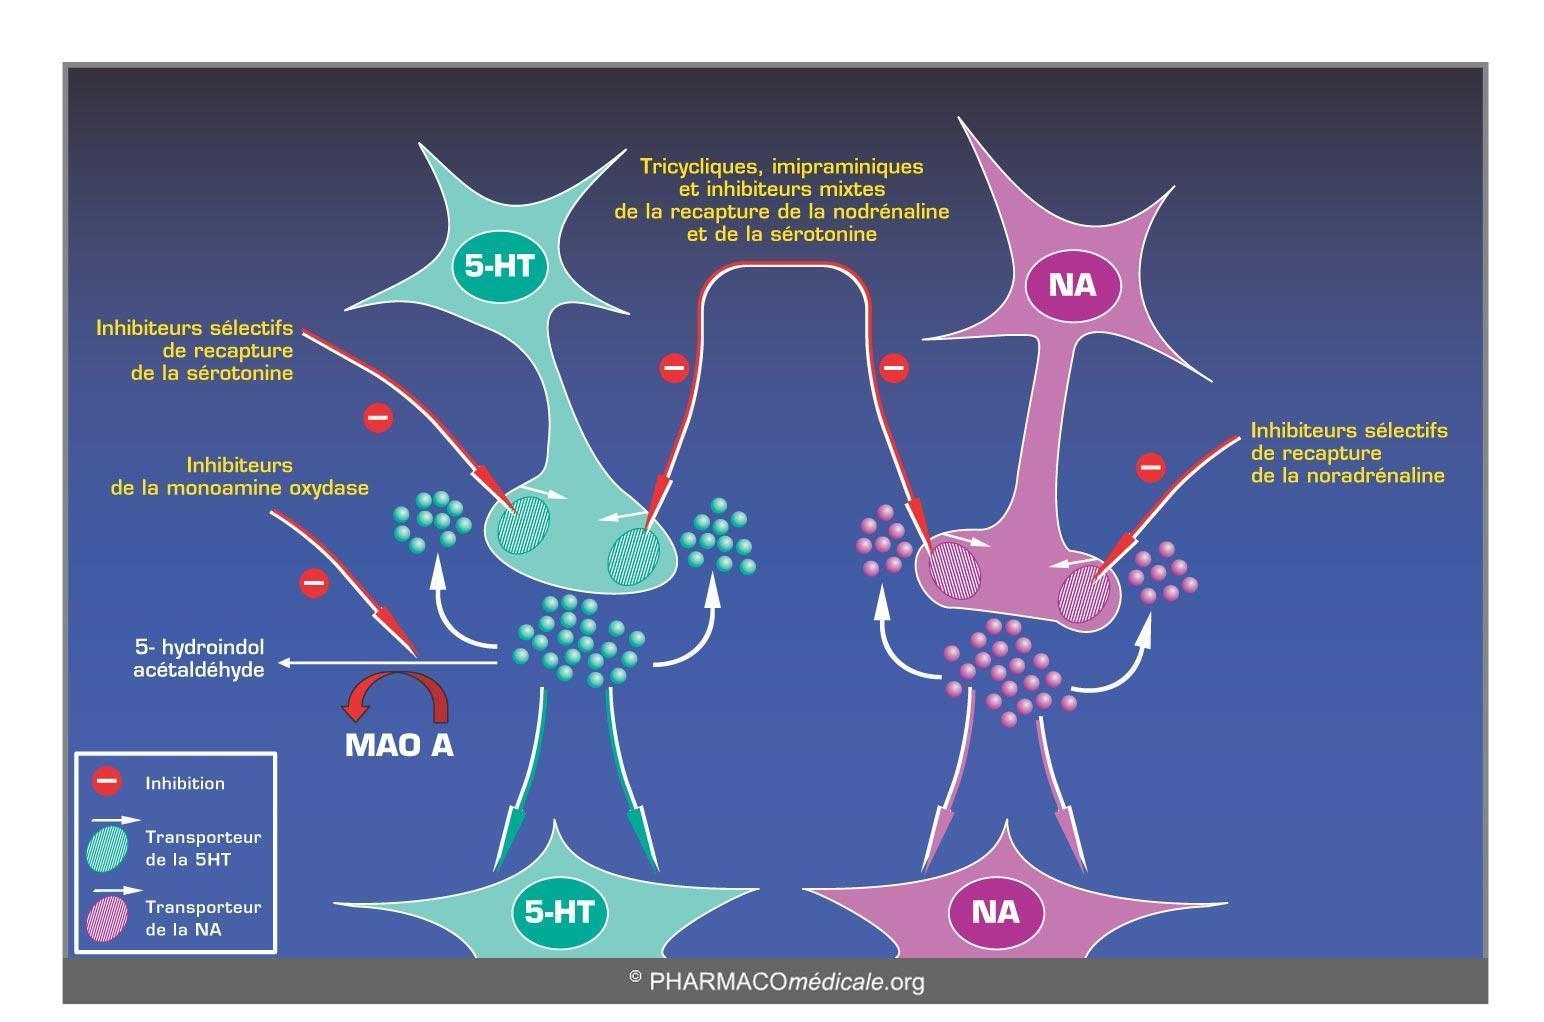 Tricycliques, imipraminiques
et inhibiteurs mixtes
de la recapture de la nodrénaline
et de la sérotonine
5-HT
NA
Inhibiteurs sélectifs
de recapture
de la sérotonine
Inhibiteurs sélectifs
de recapture
de la noradrénaline
Inhibiteurs
de la monoamine oxydase
5- hydroindol
acétaldéhyde
MAO A
Inhibition
Transporteur
de la 5HT
Transporteur
de la NA
5-HT
NA
© PHARMACOmédicale.org